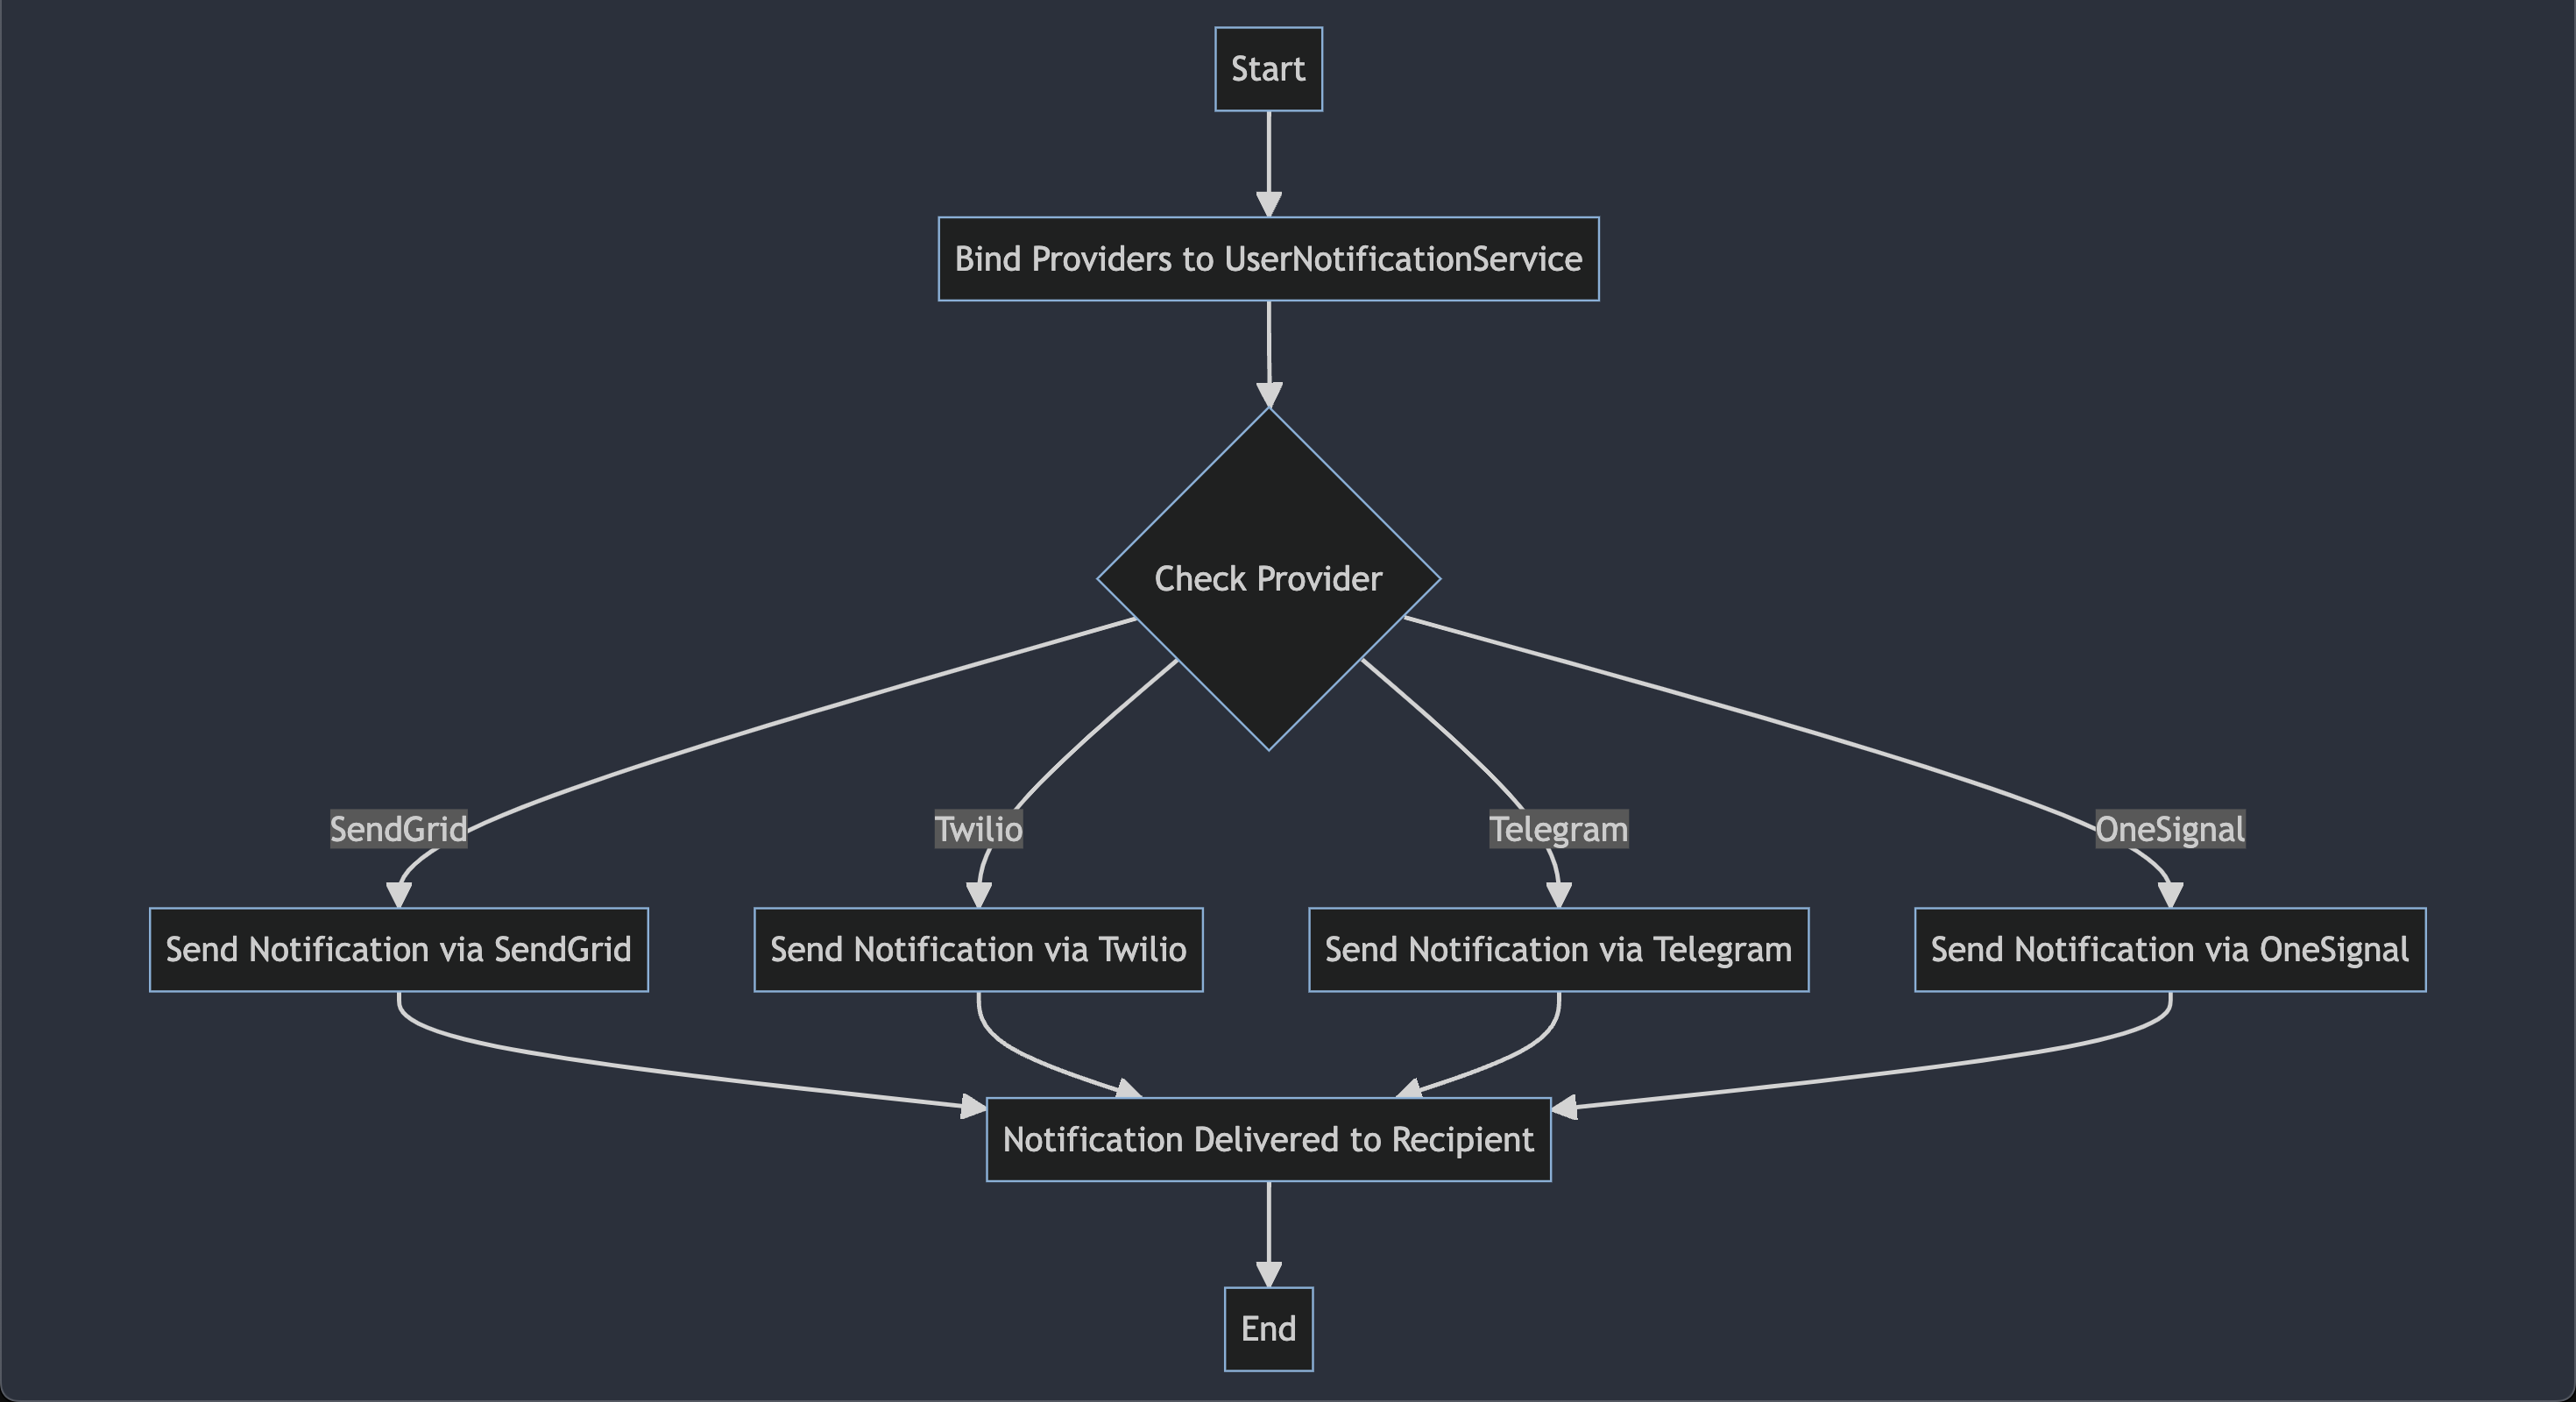 Start
Bind Providers to UserNotificationService
Check Provider
SendGrid
Twilio
Telegram
OneSignal
Send Notification via SendGrid
Send Notification via Twilio
Send Notification via Telegram
Send Notification via OneSignal
Notification Delivered to Recipient
End